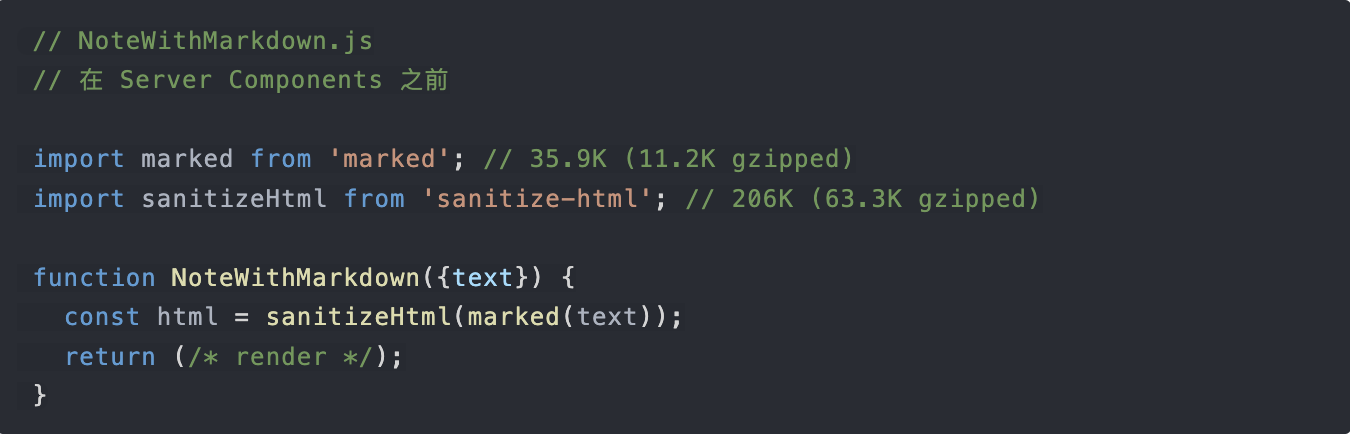 // NoteWithMarkdown.js
// 在 Server Components 之前
import marked from 'marked'; // 35.9K (11.2K gzipped)
import sanitizeHtml from 'sanitize-html'; // 206K (63.3K gzipped)
function NoteWithMarkdown({text}) {
  const html = sanitizeHtml(marked(text));
  return (/* render */);
}